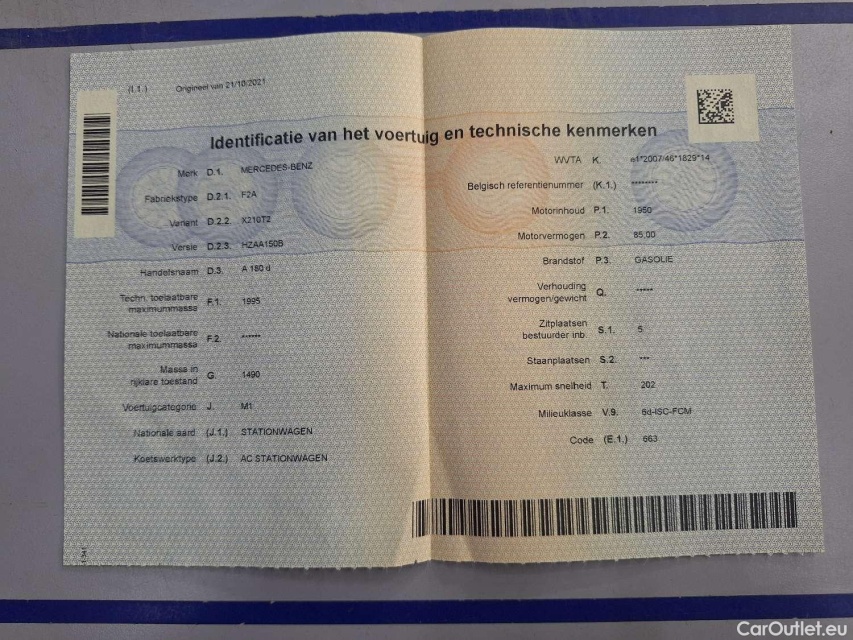 (I.1.) Origineel van 21/10/2021
Identificatie van het voertuig en technische kenmerken
Merk D.1. MERCEDES-BENZ
Fabriekstype D.2.1. F2A
Variant D.2.2. X210T2
Versie D.2.3. HZAA150B
Handelsnaam D.3. A 180 d
Techn. toelaatbare
maximummassa F.1. 1995
Nationale toelaatbare
maximummassa F.2. ******
Massa in
rijklare toestand G. 1490
Voertuigcategorie J. M1
Nationale aard (J.1.) STATIONWAGEN
Koetswerktype (J.2.) AC STATIONWAGEN
WVTA K. e1*2007/46*1829*14
Belgisch referentienummer (K.1.) ********
Motorinhoud P.1. 1950
Motorvermogen P.2. 85,00
Brandstof P.3. GASOLIE
Verhouding
vermogen/gewicht Q. *****
Zitplaatsen
bestuurder inb. S.1. 5
Staanplaatsen S.2. ***
Maximum snelheid T. 202
Milieuklasse V.9. 6d-ISC-FCM
Code (E.1.) 663
CarOutlet.eu